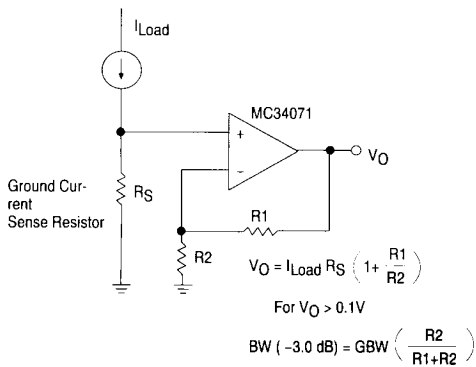 ILoad
MC34071
+
−
VO
Ground Cur-
rent
Sense Resistor
RS
R1
R2
VO = ILoad RS ( 1+ R1
R2 )
For VO > 0.1V
BW ( −3.0 dB) = GBW ( R2
R1+R2 )